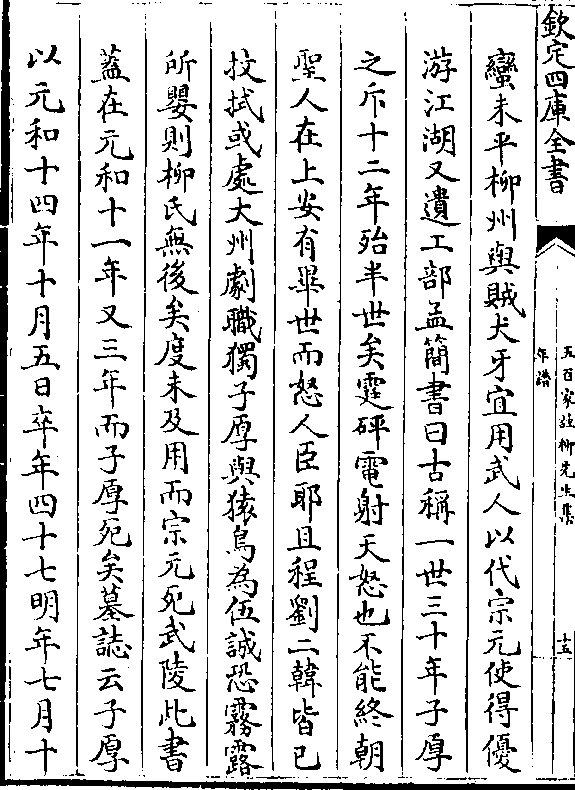 欽定四庫全書
五百家註柳先生集
年譜
十五
蠻未平柳州與賊犬牙宜用武人以代宗元使得優
游江湖又遺工部孟簡書曰古稱一世三十年子厚
之斥十二年殆半世矣霆砰電射天怒也不能終朝
聖人在上安有畢世而怒人臣耶且程劉二韓皆已
抆拭或處大州劇職獨子厚與猿鳥為伍誠恐霧露
所嬰則柳氏無後矣度未及用而宗元死武陵此書
蓋在元和十一年又三年而子厚死矣墓誌云子厚
以元和十四年十月五日卒年四十七明年七月十